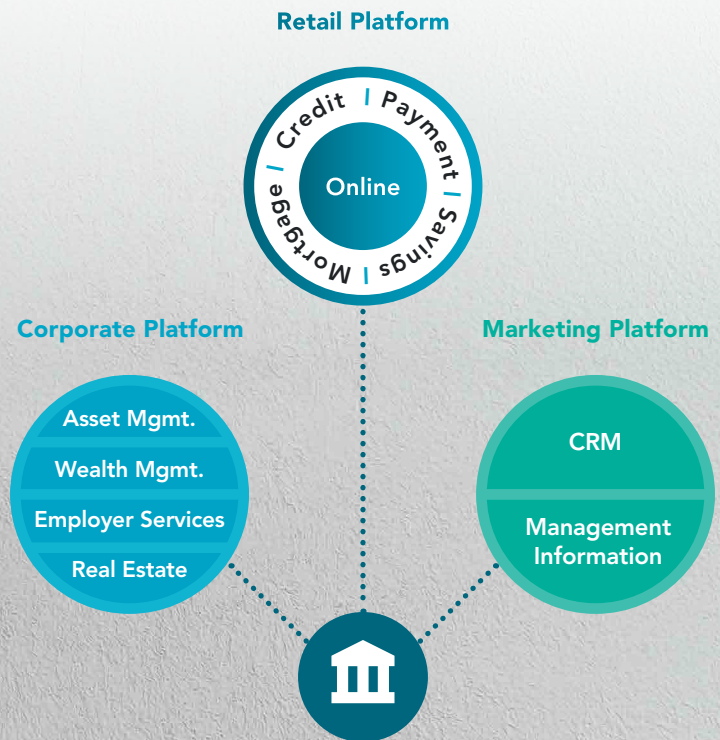 Retail Platform
Credit | Payment | Savings | Mortgage |
Online
Corporate Platform
Asset Mgmt.
Wealth Mgmt.
Employer Services
Real Estate
Marketing Platform
CRM
Management
Information